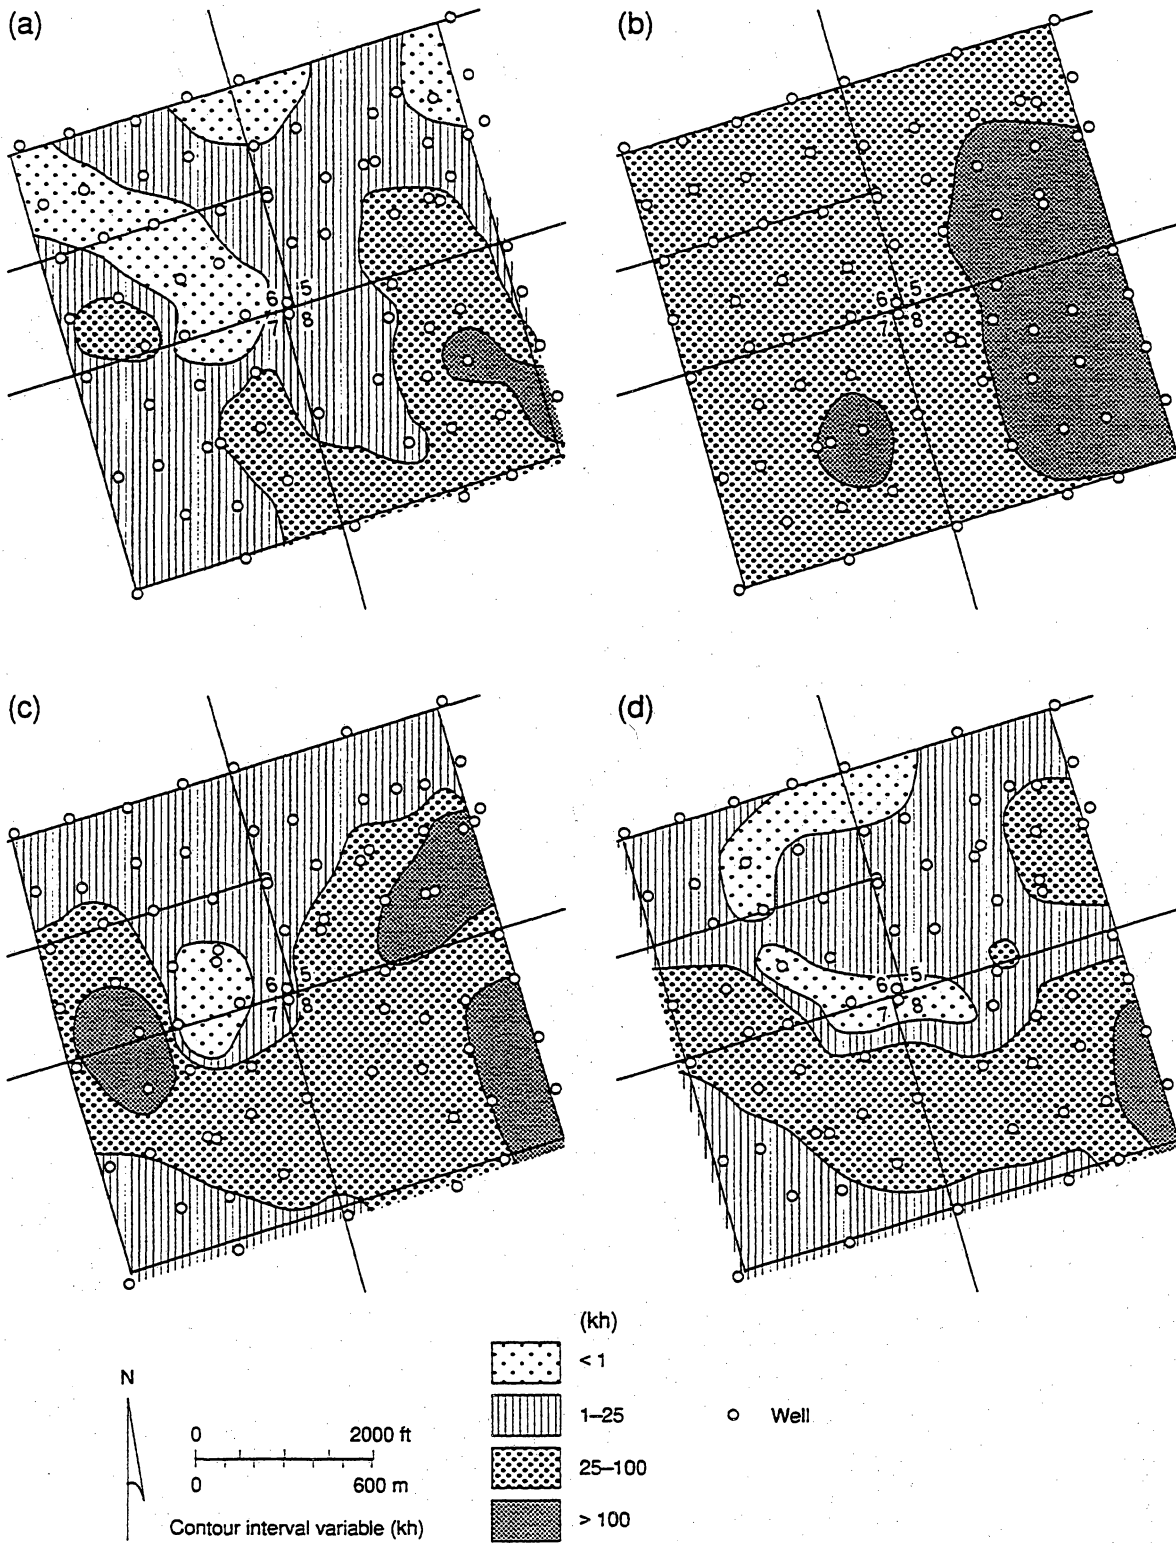 (a)
(b)
6 5
7 8
6 5
7 8
(c)
(d)
6 5
7 8
6 5
7 8
(kh)
< 1
1–25
25–100
> 100
Well
N
0 2000 ft
0 600 m
Contour interval variable (kh)